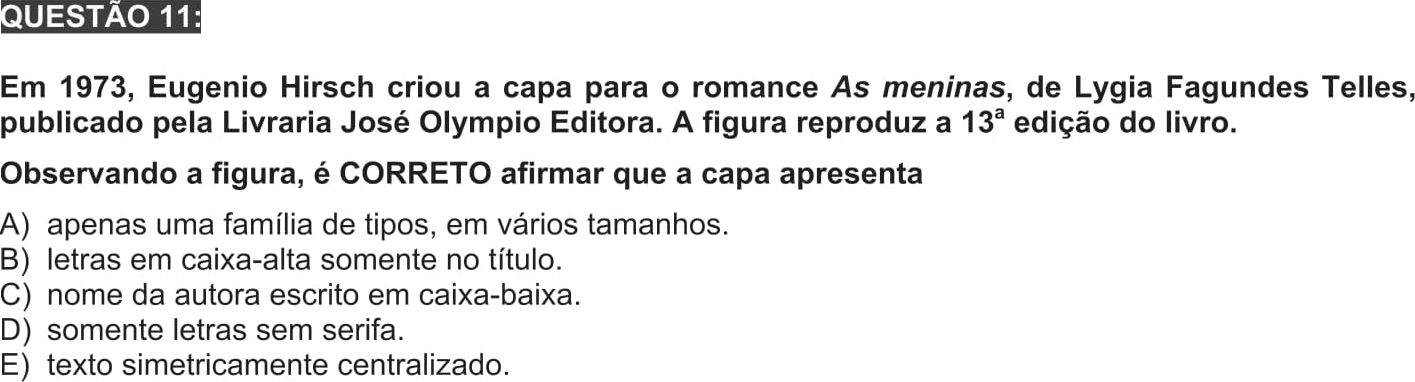 QUESTÃO 11:
Em 1973, Eugenio Hirsch criou a capa para o romance As meninas, de Lygia Fagundes Telles,
publicado pela Livraria José Olympio Editora. A figura reproduz a 13ª edição do livro.
Observando a figura, é CORRETO afirmar que a capa apresenta
A) apenas uma família de tipos, em vários tamanhos.
B) letras em caixa-alta somente no título.
C) nome da autora escrito em caixa-baixa.
D) somente letras sem serifa.
E) texto simetricamente centralizado.